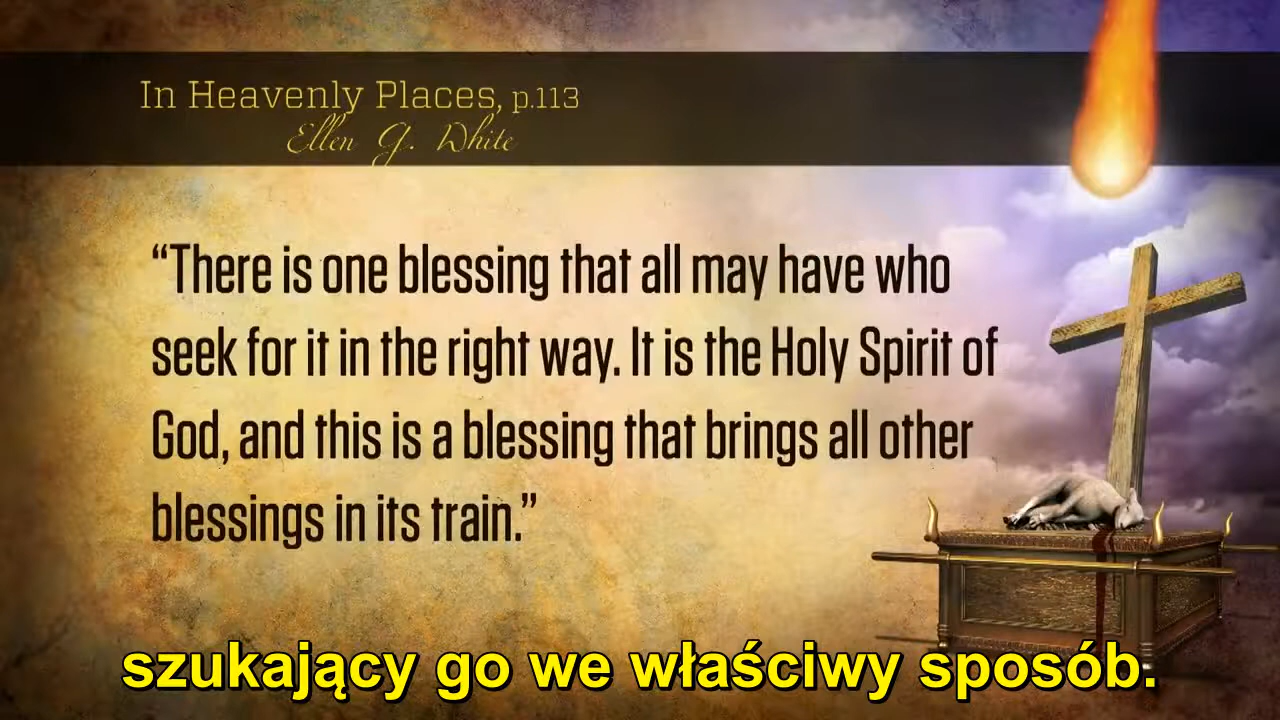 In Heavenly Places, p.113
Ellen G. White
“There is one blessing that all may have who
seek for it in the right way. It is the Holy Spirit of
God, and this is a blessing that brings all other
blessings in its train.”
szukający go we właściwy sposób.